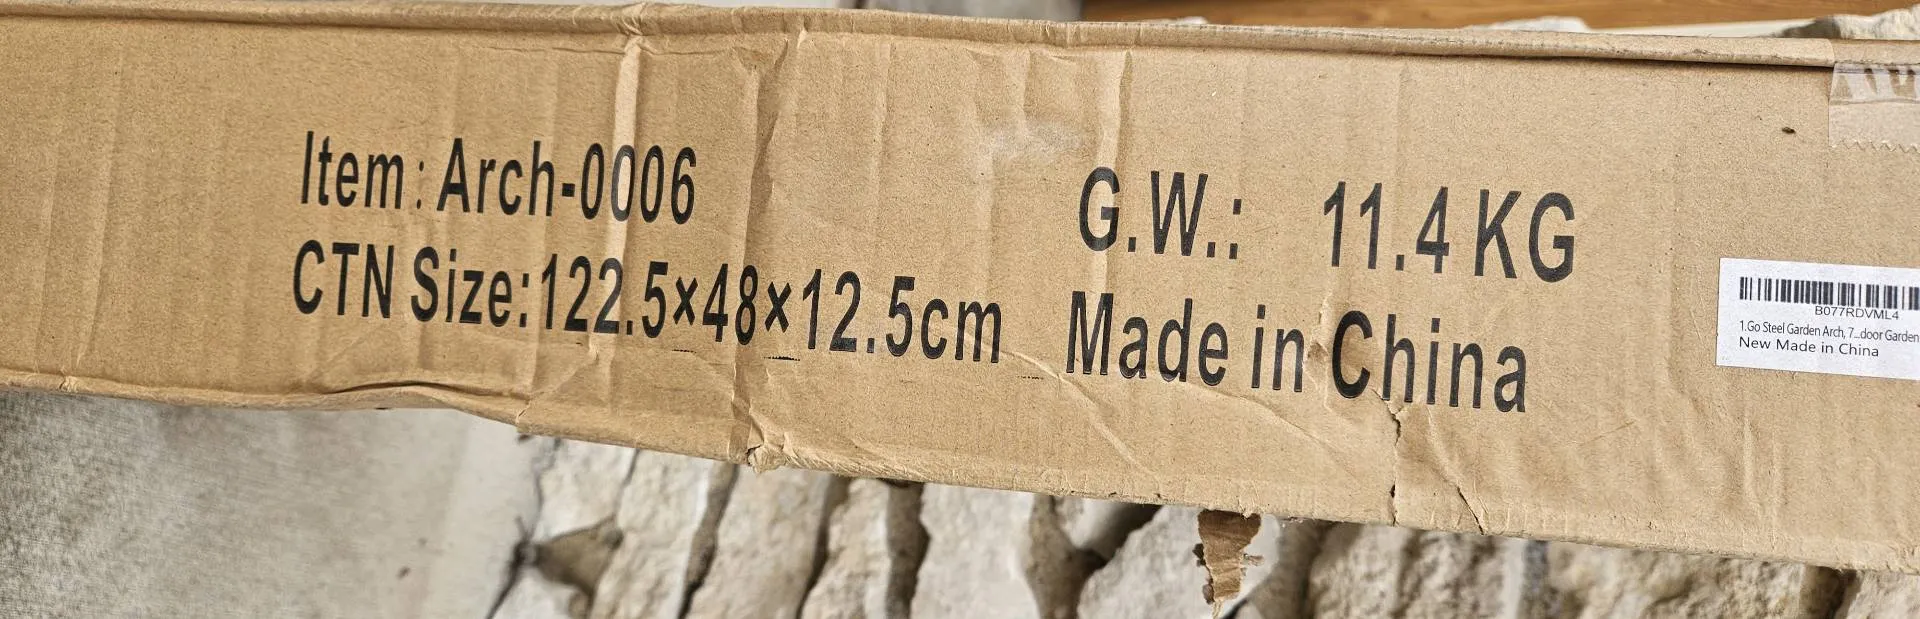 Item: Arch-0006
CTN Size:122.5×48×12.5cm
G.W.: 11.4 KG
Made in China
B077RDVML4
1.Go Steel Garden Arch, 7...door Garden
New Made in China